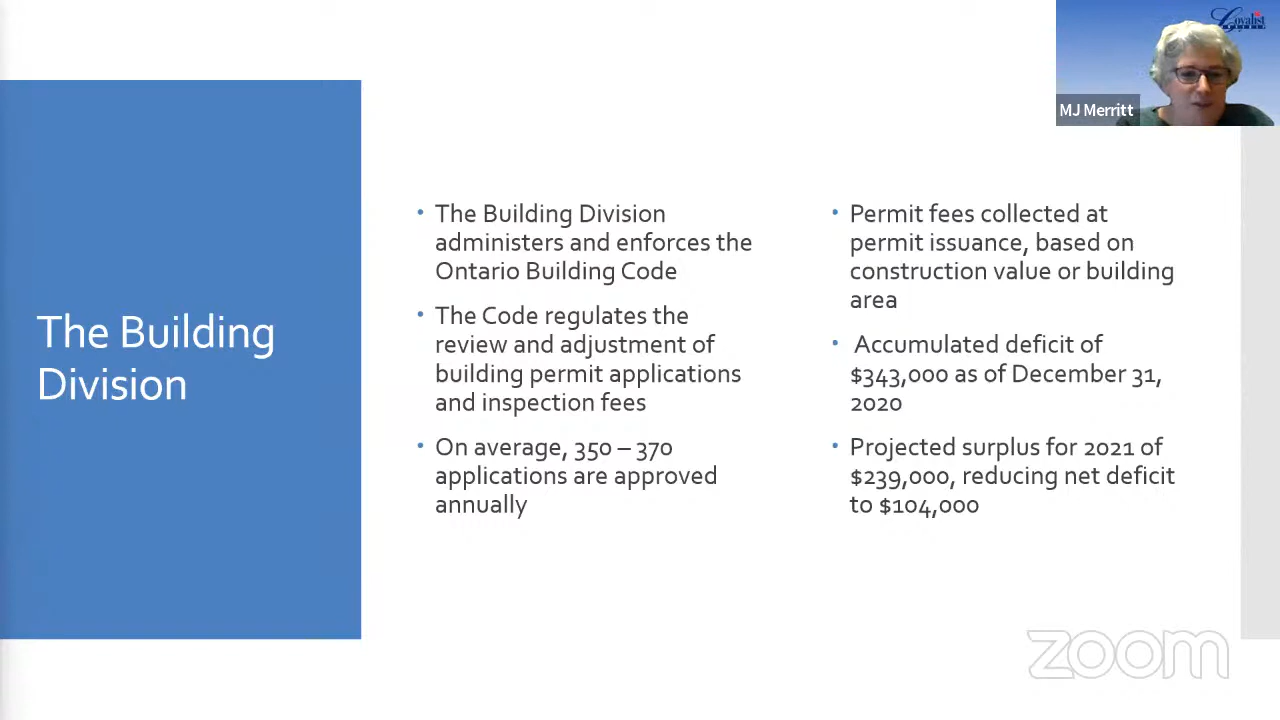 Loyalist
MJ Merritt
The Building
Division
• The Building Division
administers and enforces the
Ontario Building Code
• The Code regulates the
review and adjustment of
building permit applications
and inspection fees
• On average, 350 – 370
applications are approved
annually
• Permit fees collected at
permit issuance, based on
construction value or building
area
• Accumulated deficit of
$343,000 as of December 31,
2020
• Projected surplus for 2021 of
$239,000, reducing net deficit
to $104,000
zoom